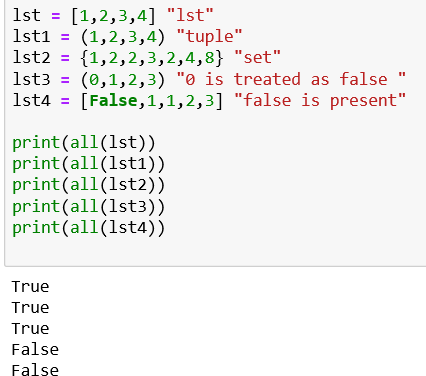 lst = [1,2,3,4] "lst"
lst1 = (1,2,3,4) "tuple"
lst2 = {1,2,2,3,2,4,8} "set"
lst3 = (0,1,2,3) "0 is treated as false "
lst4 = [False,1,1,2,3] "false is present"
print(all(lst))
print(all(lst1))
print(all(lst2))
print(all(lst3))
print(all(lst4))
True
True
True
False
False